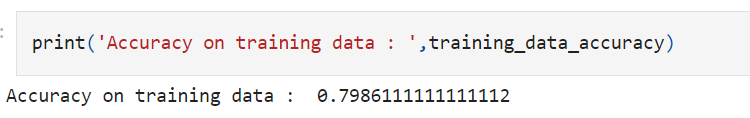 print('Accuracy on training data : ',training_data_accuracy)
Accuracy on training data :  0.7986111111111112